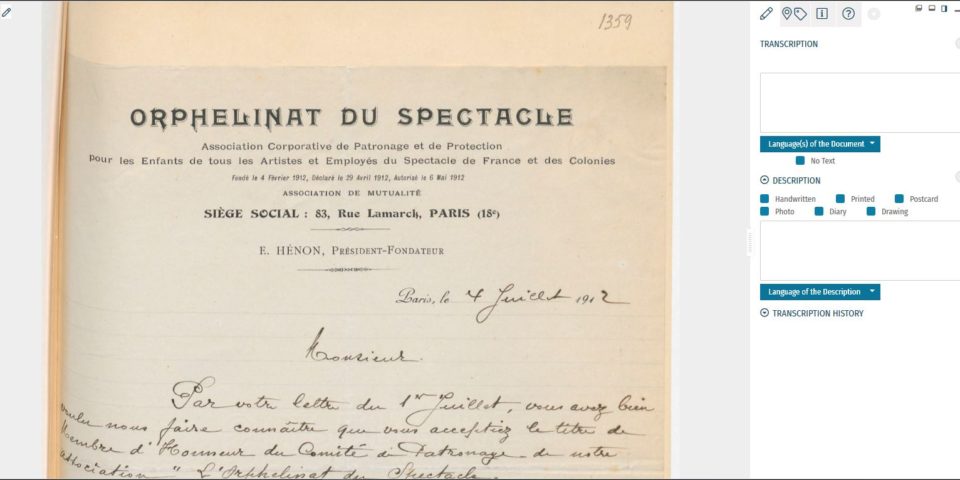 1359
ORPHELINAT DU SPECTACLE
Association Corporative de Patronage et de Protection
pour les Enfants de tous les Artistes et Employés du Spectacle de France et des Colonies
Fondé le 4 Février 1912, Déclaré le 29 Avril 1912, Autorisé le 6 Mai 1912
ASSOCIATION DE MUTUALITÉ
SIÈGE SOCIAL : 83, Rue Lamarck, PARIS (18e)
E. HÉNON, PRÉSIDENT-FONDATEUR
Paris, le 4 Juillet 1912
Monsieur.
Par votre lettre du 1er Juillet, vous avez bien
voulu nous faire connaître que vous acceptiez le titre de
Membre d'Honneur du Comité de Patronage de notre
Association " L'Orphelinat du Spectacle.
TRANSCRIPTION
Language(s) of the Document
No Text
DESCRIPTION
Handwritten Printed Postcard
Photo Diary Drawing
Language of the Description
TRANSCRIPTION HISTORY